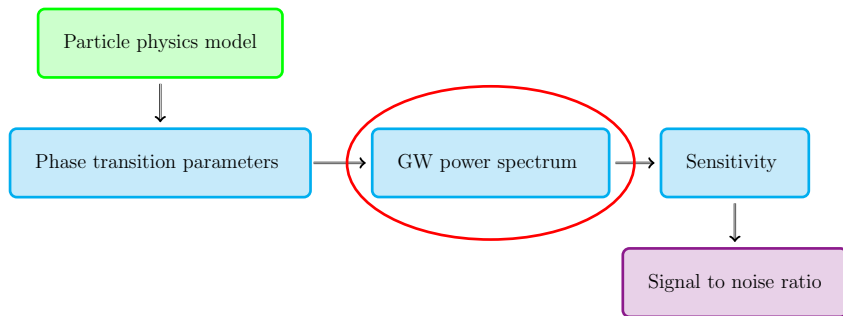 Particle physics model
Phase transition parameters
GW power spectrum
Sensitivity
Signal to noise ratio